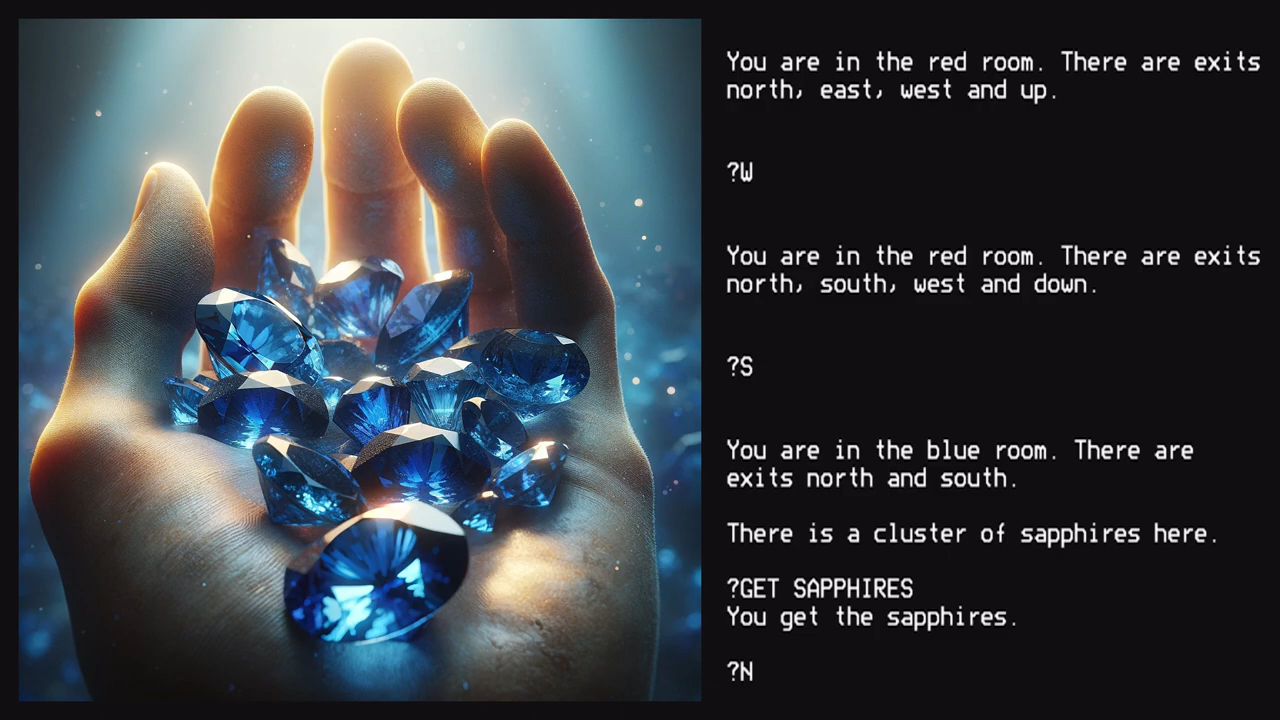 You are in the red room. There are exits
north, east, west and up.
?W
You are in the red room. There are exits
north, south, west and down.
?S
You are in the blue room. There are
exits north and south.
There is a cluster of sapphires here.
?GET SAPPHIRES
You get the sapphires.
?N